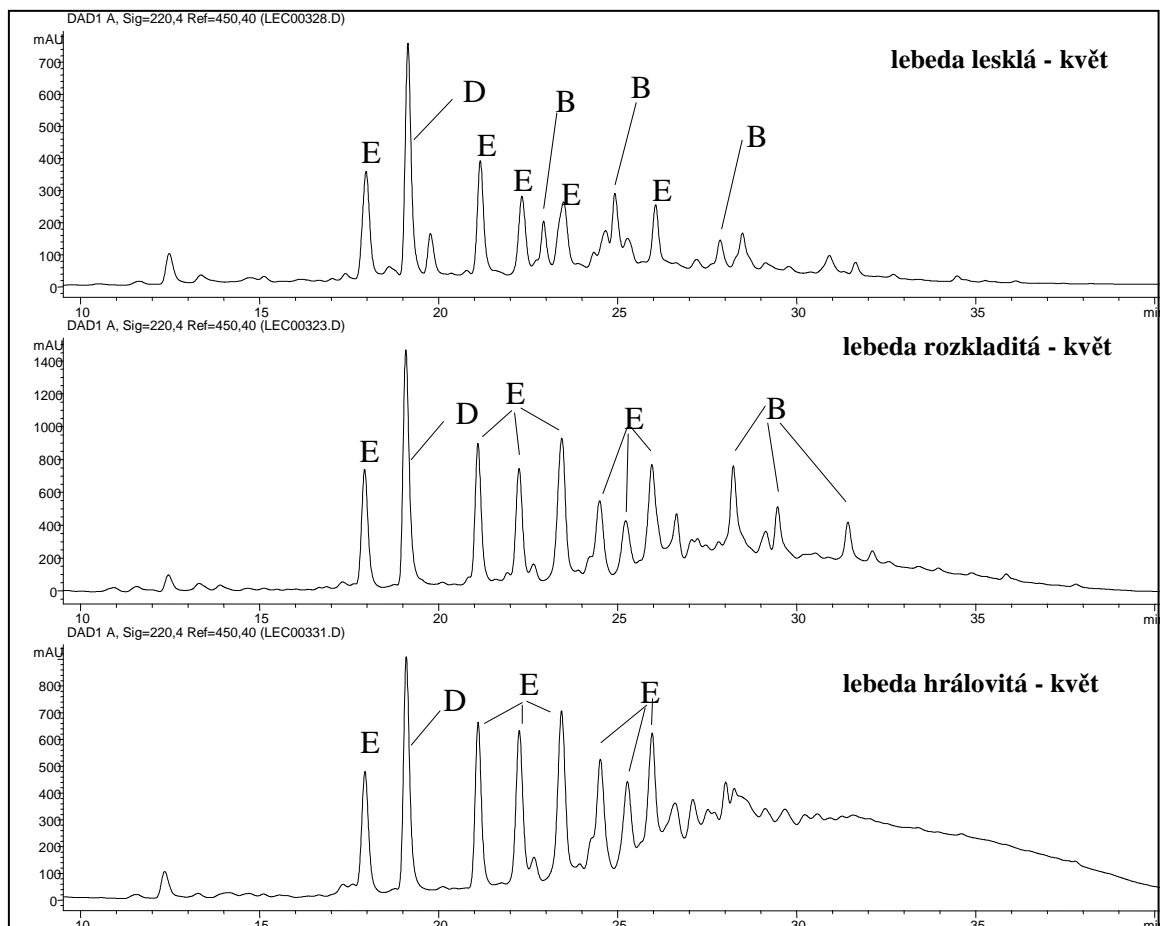 DAD1 A, Sig=220,4 Ref=450,40 (LEC00328.D)
mAU
lebeda lesklá - květ
700
600
500
400
300
200
100
0
E
D
E
E
B
E
B
E
B
10 15 20 25 30 35 min
DAD1 A, Sig=220,4 Ref=450,40 (LEC00323.D)
mAU
lebeda rozkladitá - květ
1400
1200
1000
800
600
400
200
0
E
D
E
E
B
10 15 20 25 30 35 min
DAD1 A, Sig=220,4 Ref=450,40 (LEC00331.D)
mAU
lebeda hrálovitá - květ
800
700
600
500
400
300
200
100
0
E
D
E
E
10 15 20 25 30 35 min